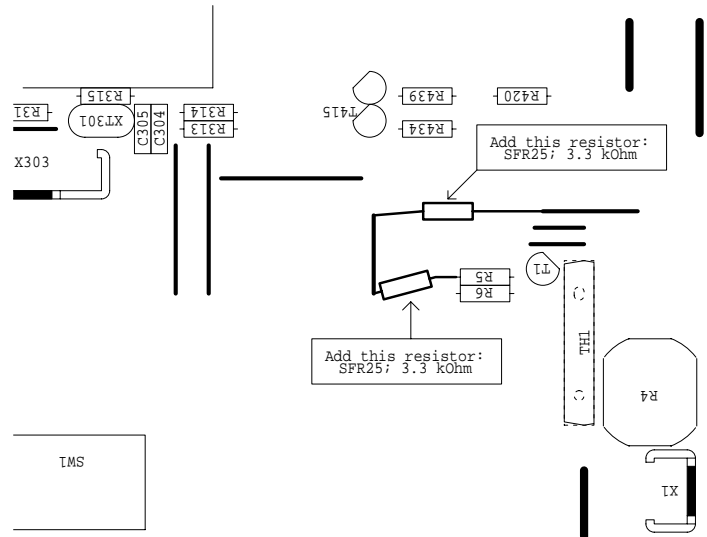 R315
R31
XT301
C305
C304
R314
R313
X303
T415
R439
R420
R434
Add this resistor:
SFR25; 3.3 kOhm
T1
R5
R6
TH1
Add this resistor:
SFR25; 3.3 kOhm
R4
SW1
X1